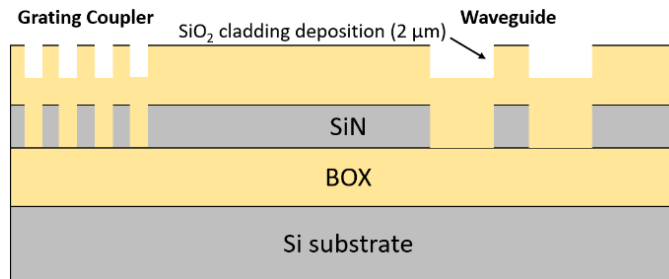 Grating Coupler
Waveguide
SiO₂ cladding deposition (2 μm)
SiN
BOX
Si substrate